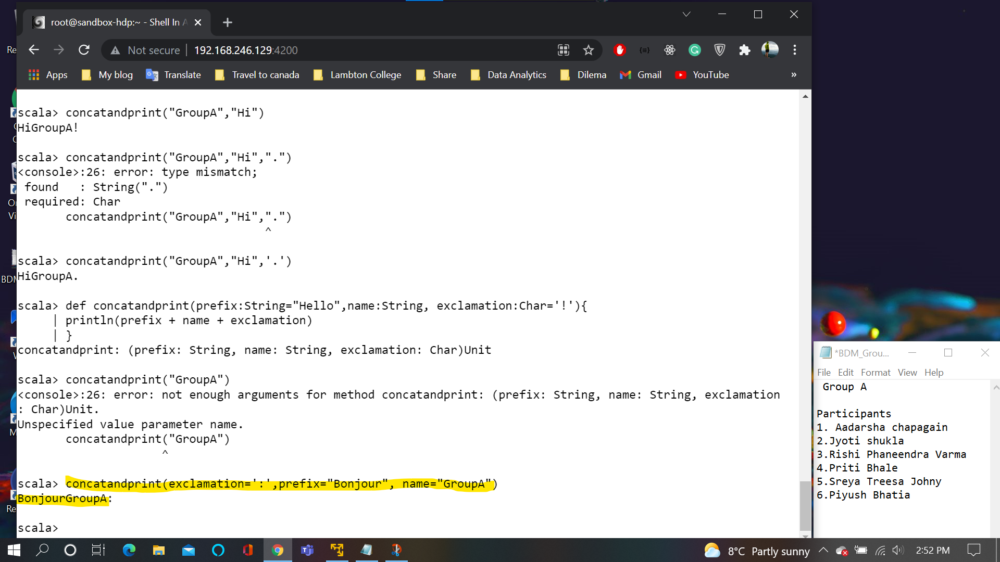 root@sandbox-hdp:~ - Shell In A
Not secure | 192.168.246.129:4200
Apps My blog Translate Travel to canada Lambton College Share Data Analytics Dilema Gmail YouTube »
scala> concatandprint("GroupA","Hi")
HiGroupA!
scala> concatandprint("GroupA","Hi",".")
<console>:26: error: type mismatch;
 found   : String(".")
 required: Char
       concatandprint("GroupA","Hi",".")
                                    ^
scala> concatandprint("GroupA","Hi",'.')
HiGroupA.
scala> def concatandprint(prefix:String="Hello",name:String, exclamation:Char='!'){
     | println(prefix + name + exclamation)
     | }
concatandprint: (prefix: String, name: String, exclamation: Char)Unit
scala> concatandprint("GroupA")
<console>:26: error: not enough arguments for method concatandprint: (prefix: String, name: String, exclamation
: Char)Unit.
Unspecified value parameter name.
       concatandprint("GroupA")
                     ^
scala> concatandprint(exclamation=':',prefix="Bonjour", name="GroupA")
BonjourGroupA:
scala>
*BDM_Grou...
File Edit Format View Help
Group A
Participants
1. Aadarsha chapagain
2.Jyoti shukla
3.Rishi Phaneendra Varma
4.Priti Bhale
5.Sreya Treesa Johny
6.Piyush Bhatia
8°C Partly sunny
2:52 PM